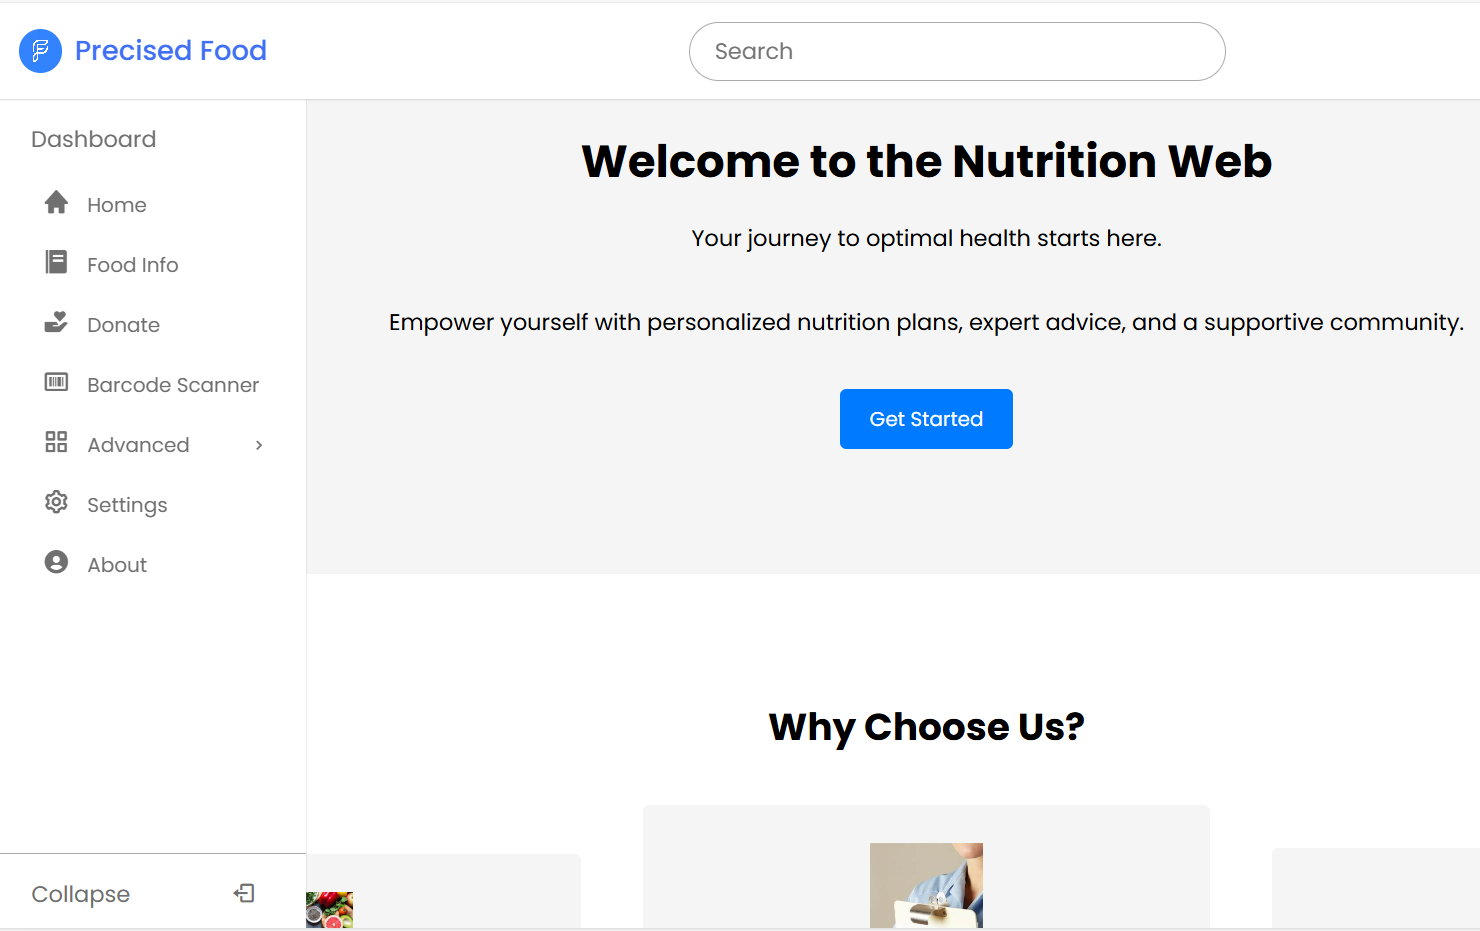 Precised Food
Search
Dashboard
Home
Food Info
Donate
Barcode Scanner
Advanced
Settings
About
Collapse
Welcome to the Nutrition Web
Your journey to optimal health starts here.
Empower yourself with personalized nutrition plans, expert advice, and a supportive community.
Get Started
Why Choose Us?